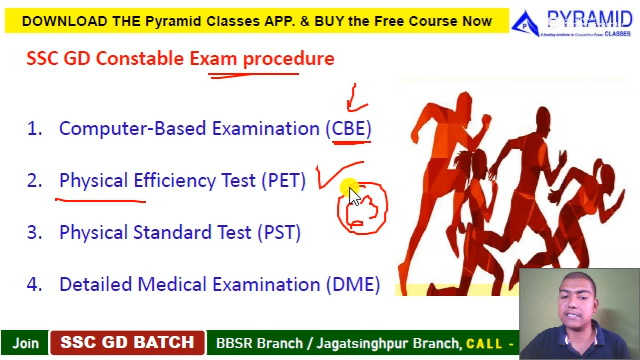 DOWNLOAD THE Pyramid Classes APP. & BUY the Free Course Now
PYRAMID
CLASSES
SSC GD Constable Exam procedure
1. Computer-Based Examination (CBE)
2. Physical Efficiency Test (PET)
3. Physical Standard Test (PST)
4. Detailed Medical Examination (DME)
Join SSC GD BATCH BBSR Branch / Jagatsinghpur Branch, CALL -